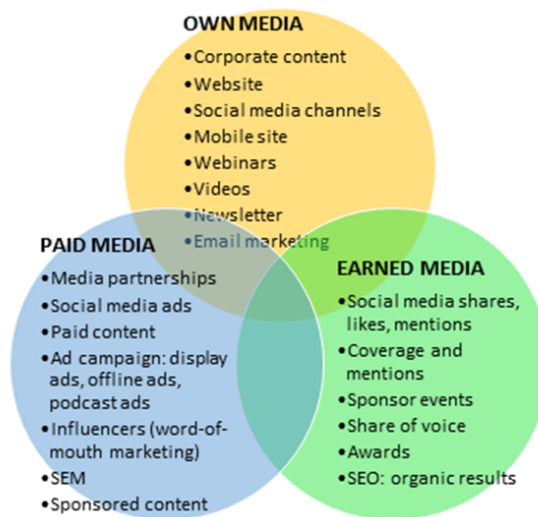 OWN MEDIA
•Corporate content
•Website
•Social media channels
•Mobile site
•Webinars
•Videos
•Newsletter
•Email marketing
PAID MEDIA
•Media partnerships
•Social media ads
•Paid content
•Ad campaign: display
ads, offline ads,
podcast ads
•Influencers (word-of-
mouth marketing)
•SEM
•Sponsored content
EARNED MEDIA
•Social media shares,
likes, mentions
•Coverage and
mentions
•Sponsor events
•Share of voice
•Awards
•SEO: organic results